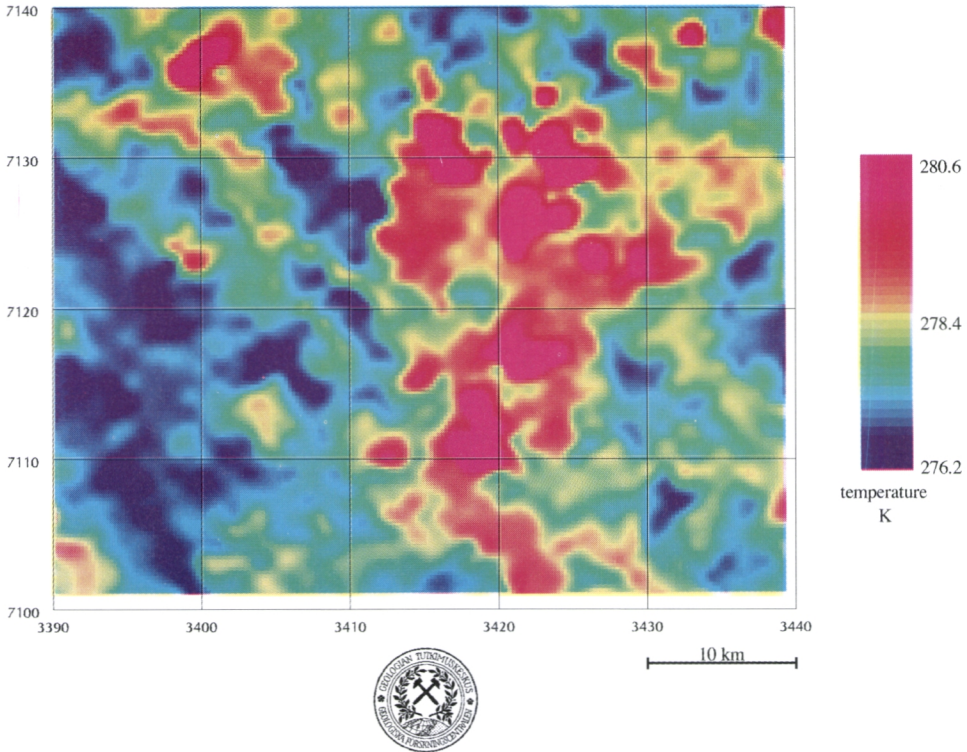 7140
7130
7120
7110
7100
3390 3400 3410 3420 3430 3440
280.6
278.4
276.2
temperature
K
10 km
GEOLOGIAN TUTKIMUSKESKUS
GEOLOGISKA FORSKNINGSCENTRALEN